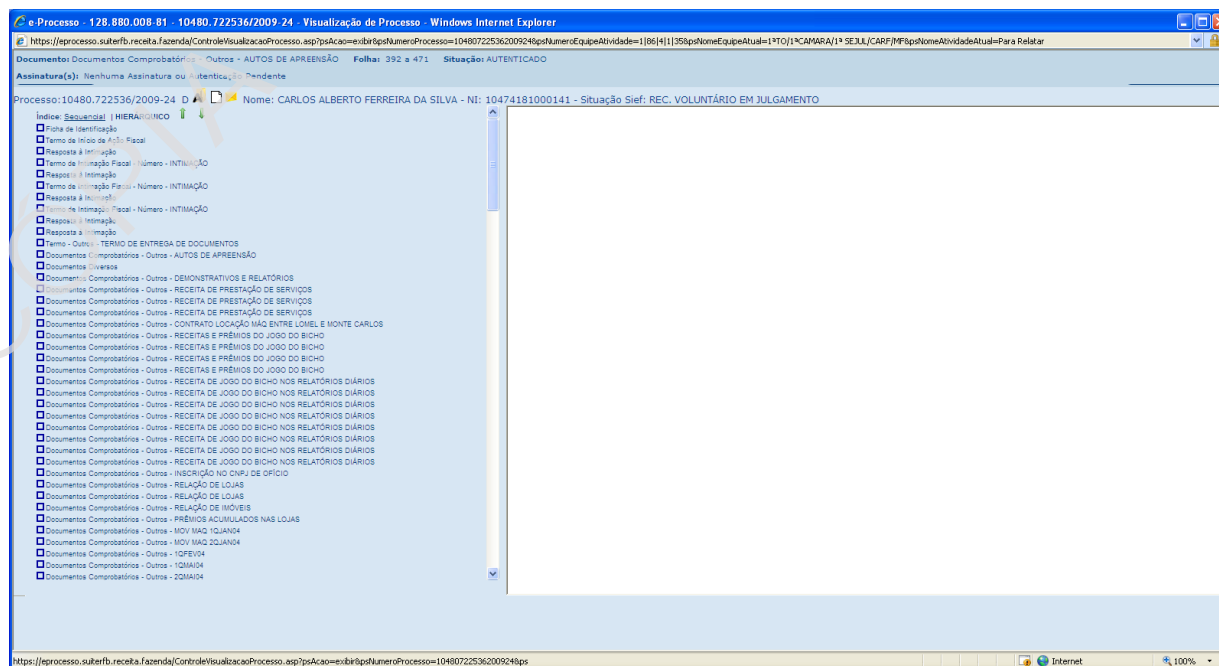 e-Processo - 128.880.008-81 - 10480.722536/2009-24 - Visualização de Processo - Windows Internet Explorer
https://eprocesso.suiterfb.receita.fazenda/ControleVisualizacaoProcesso.asp?psAcao=exibir&psNumeroProcesso=10480722536200924&psNumeroEquipeAtividade=1|86|4|1|35&psNomeEquipeAtual=1ªTO/1ªCAMARA/1ª SEJUL/CARF/MF&psNomeAtividadeAtual=Para Relatar
Documento: Documentos Comprobatórios - Outros - AUTOS DE APREENSÃO Folha: 392 a 471 Situação: AUTENTICADO
Assinatura(s): Nenhuma Assinatura ou Autenticação Pendente
Processo:10480.722536/2009-24 D Nome: CARLOS ALBERTO FERREIRA DA SILVA - NI: 10474181000141 - Situação Sief: REC. VOLUNTÁRIO EM JULGAMENTO
Índice: Sequencial | HIERARQUICO
Ficha de Identificação
Termo de Início de Ação Fiscal
Resposta à Intimação
Termo de Intimação Fiscal - Número - INTIMAÇÃO
Resposta à Intimação
Termo de Intimação Fiscal - Número - INTIMAÇÃO
Resposta à Intimação
Termo de Intimação Fiscal - Número - INTIMAÇÃO
Resposta à Intimação
Resposta à Intimação
Termo - Outros - TERMO DE ENTREGA DE DOCUMENTOS
Documentos Comprobatórios - Outros - AUTOS DE APREENSÃO
Documentos Diversos
Documentos Comprobatórios - Outros - DEMONSTRATIVOS E RELATÓRIOS
Documentos Comprobatórios - Outros - RECEITA DE PRESTAÇÃO DE SERVIÇOS
Documentos Comprobatórios - Outros - RECEITA DE PRESTAÇÃO DE SERVIÇOS
Documentos Comprobatórios - Outros - RECEITA DE PRESTAÇÃO DE SERVIÇOS
Documentos Comprobatórios - Outros - CONTRATO LOCAÇÃO MÁQ ENTRE LOMEL E MONTE CARLOS
Documentos Comprobatórios - Outros - RECEITAS E PRÊMIOS DO JOGO DO BICHO
Documentos Comprobatórios - Outros - RECEITAS E PRÊMIOS DO JOGO DO BICHO
Documentos Comprobatórios - Outros - RECEITAS E PRÊMIOS DO JOGO DO BICHO
Documentos Comprobatórios - Outros - RECEITAS E PRÊMIOS DO JOGO DO BICHO
Documentos Comprobatórios - Outros - RECEITA DE JOGO DO BICHO NOS RELATÓRIOS DIÁRIOS
Documentos Comprobatórios - Outros - RECEITA DE JOGO DO BICHO NOS RELATÓRIOS DIÁRIOS
Documentos Comprobatórios - Outros - RECEITA DE JOGO DO BICHO NOS RELATÓRIOS DIÁRIOS
Documentos Comprobatórios - Outros - RECEITA DE JOGO DO BICHO NOS RELATÓRIOS DIÁRIOS
Documentos Comprobatórios - Outros - RECEITA DE JOGO DO BICHO NOS RELATÓRIOS DIÁRIOS
Documentos Comprobatórios - Outros - RECEITA DE JOGO DO BICHO NOS RELATÓRIOS DIÁRIOS
Documentos Comprobatórios - Outros - RECEITA DE JOGO DO BICHO NOS RELATÓRIOS DIÁRIOS
Documentos Comprobatórios - Outros - RECEITA DE JOGO DO BICHO NOS RELATÓRIOS DIÁRIOS
Documentos Comprobatórios - Outros - INSCRIÇÃO NO CNPJ DE OFÍCIO
Documentos Comprobatórios - Outros - RELAÇÃO DE LOJAS
Documentos Comprobatórios - Outros - RELAÇÃO DE LOJAS
Documentos Comprobatórios - Outros - RELAÇÃO DE IMÓVEIS
Documentos Comprobatórios - Outros - PRÊMIOS ACUMULADOS NAS LOJAS
Documentos Comprobatórios - Outros - MOV MAQ 1QJAN04
Documentos Comprobatórios - Outros - MOV MAQ 2QJAN04
Documentos Comprobatórios - Outros - 1QFEV04
Documentos Comprobatórios - Outros - 1QMAI04
Documentos Comprobatórios - Outros - 2QMAI04
CÓPIA
https://eprocesso.suiterfb.receita.fazenda/ControleVisualizacaoProcesso.asp?psAcao=exibir&psNumeroProcesso=10480722536200924&ps
Internet
100%